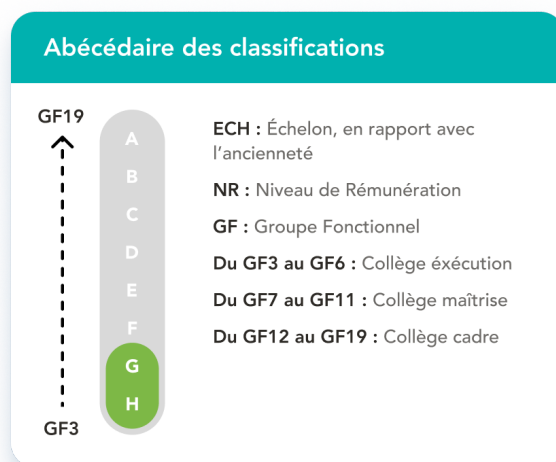 Abécédaire des classifications
GF19
A
B
C
D
E
F
G
H
GF3
ECH : Échelon, en rapport avec
l'ancienneté
NR : Niveau de Rémunération
GF : Groupe Fonctionnel
Du GF3 au GF6 : Collège éxécution
Du GF7 au GF11 : Collège maîtrise
Du GF12 au GF19 : Collège cadre